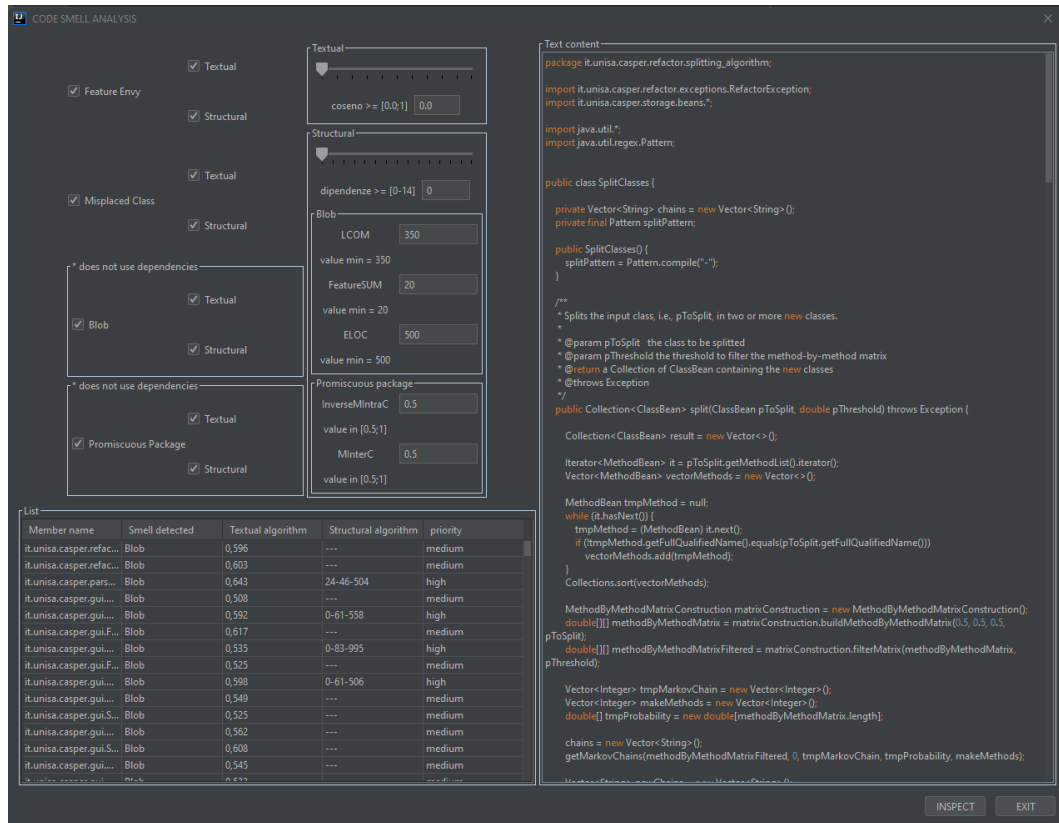 CODE SMELL ANALYSIS
Feature Envy
Textual
Structural
Misplaced Class
Textual
Structural
* does not use dependencies
Blob
Textual
Structural
* does not use dependencies
Promiscuous Package
Textual
Structural
Textual
coseno >= [0.0;1] 0.0
Structural
dipendenze >= [0-14] 0
Blob
LCOM 350
value min = 350
FeatureSUM 20
value min = 20
ELOC 500
value min = 500
Promiscuous package
InverseMIntraC 0.5
value in [0.5;1]
MInterC 0.5
value in [0.5;1]
List
Member name Smell detected Textual algorithm Structural algorithm priority
it.unisa.casper.refac... Blob 0,596 --- medium
it.unisa.casper.refac... Blob 0,603 --- medium
it.unisa.casper.pars... Blob 0,643 24-46-504 high
it.unisa.casper.gui.... Blob 0,508 --- medium
it.unisa.casper.gui.... Blob 0,592 0-61-558 high
it.unisa.casper.gui.F... Blob 0,617 --- medium
it.unisa.casper.gui.... Blob 0,535 0-83-995 high
it.unisa.casper.gui.F... Blob 0,525 --- medium
it.unisa.casper.gui.... Blob 0,598 0-61-506 high
it.unisa.casper.gui.... Blob 0,549 --- medium
it.unisa.casper.gui.S... Blob 0,525 --- medium
it.unisa.casper.gui.... Blob 0,562 --- medium
it.unisa.casper.gui.S... Blob 0,608 --- medium
it.unisa.casper.gui.... Blob 0,545 --- medium
Text content
package it.unisa.casper.refactor.splitting_algorithm;
import it.unisa.casper.refactor.exceptions.RefactorException;
import it.unisa.casper.storage.beans.*;
import java.util.*;
import java.util.regex.Pattern;
public class SplitClasses {
private Vector<String> chains = new Vector<String>();
private final Pattern splitPattern;
public SplitClasses() {
splitPattern = Pattern.compile("-");
}
/**
* Splits the input class, i.e., pToSplit, in two or more new classes.
*
* @param pToSplit the class to be splitted
* @param pThreshold the threshold to filter the method-by-method matrix
* @return a Collection of ClassBean containing the new classes
* @throws Exception
*/
public Collection<ClassBean> split(ClassBean pToSplit, double pThreshold) throws Exception {
Collection<ClassBean> result = new Vector<>();
Iterator<MethodBean> it = pToSplit.getMethodList().iterator();
Vector<MethodBean> vectorMethods = new Vector<>();
MethodBean tmpMethod = null;
while (it.hasNext()) {
tmpMethod = (MethodBean) it.next();
if (!tmpMethod.getFullQualifiedName().equals(pToSplit.getFullQualifiedName()))
vectorMethods.add(tmpMethod);
}
Collections.sort(vectorMethods);
MethodByMethodMatrixConstruction matrixConstruction = new MethodByMethodMatrixConstruction();
double[][] methodByMethodMatrix = matrixConstruction.buildMethodByMethodMatrix(0.5, 0.5, 0.5,
pToSplit);
double[][] methodByMethodMatrixFiltered = matrixConstruction.filterMatrix(methodByMethodMatrix,
pThreshold);
Vector<Integer> tmpMarkovChain = new Vector<Integer>();
Vector<Integer> makeMethods = new Vector<Integer>();
double[] tmpProbability = new double[methodByMethodMatrix.length];
chains = new Vector<String>();
getMarkovChains(methodByMethodMatrixFiltered, 0, tmpMarkovChain, tmpProbability, makeMethods);
INSPECT
EXIT